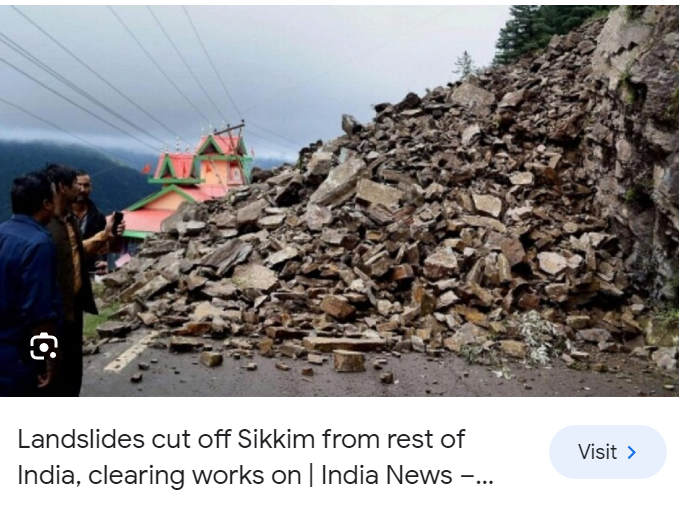 Landslides cut off Sikkim from rest of
India, clearing works on | India News –...
Visit